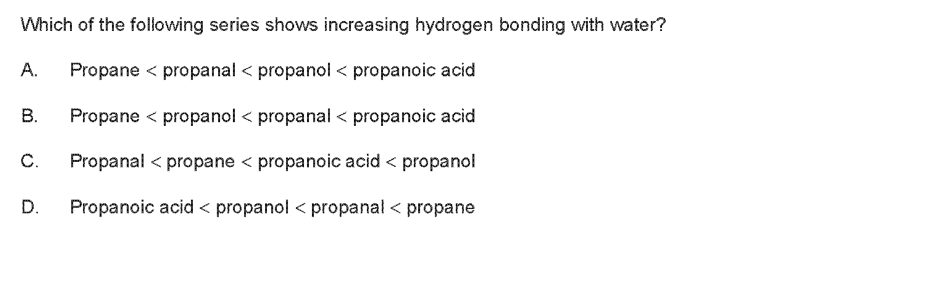 Which of the following series shows increasing hydrogen bonding with water?
A. Propane < propanal < propanol < propanoic acid
B. Propane < propanol < propanal < propanoic acid
C. Propanal < propane < propanoic acid < propanol
D. Propanoic acid < propanol < propanal < propane